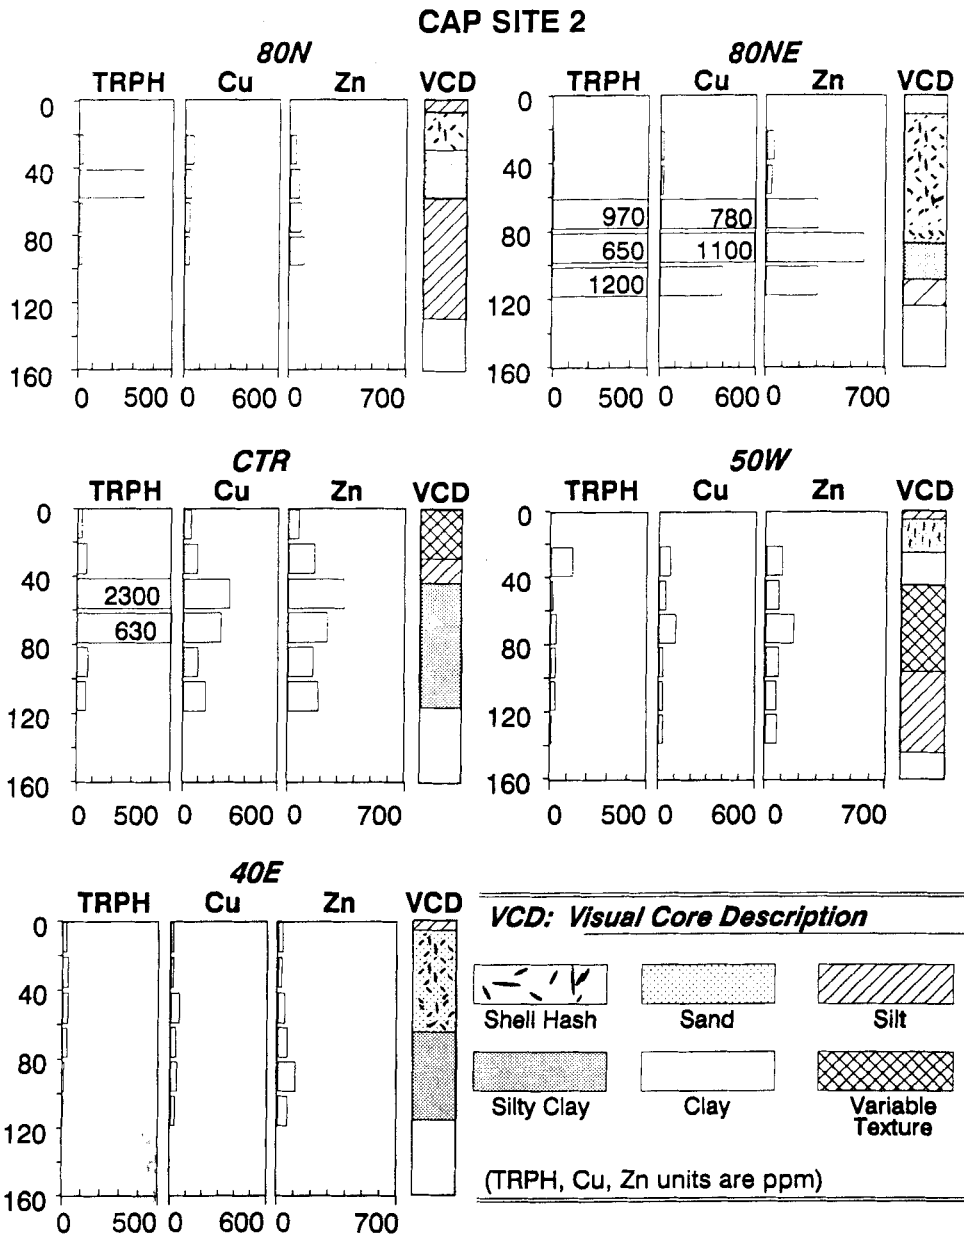 CAP SITE 2
80N
TRPH Cu Zn VCD
0
40
80
120
160
0 500 0 600 0 700
80NE
TRPH Cu Zn VCD
0
40
80
120
160
970 780
650 1100
1200
0 500 0 600 0 700
CTR
TRPH Cu Zn VCD
0
40
80
120
160
2300
630
0 500 0 600 0 700
50W
TRPH Cu Zn VCD
0
40
80
120
160
0 500 0 600 0 700
40E
TRPH Cu Zn VCD
0
40
80
120
160
0 500 0 600 0 700
VCD: Visual Core Description
Shell Hash Sand Silt
Silty Clay Clay Variable
Texture
(TRPH, Cu, Zn units are ppm)